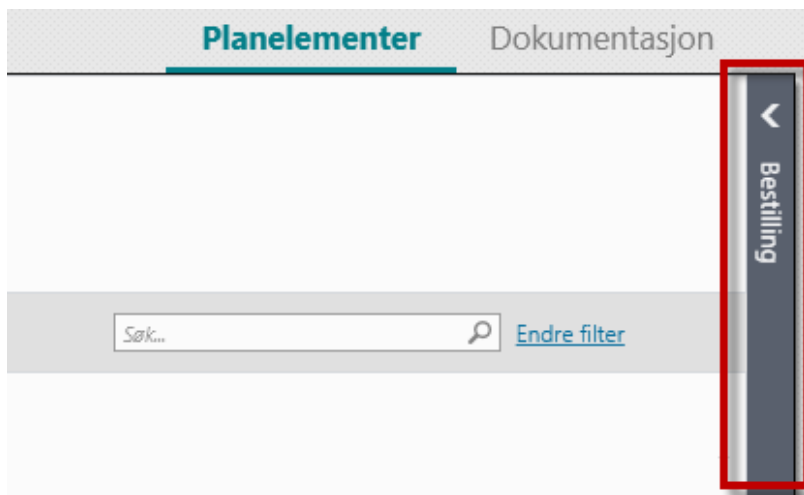 Planelementer
Dokumentasjon
Bestilling
Søk...
Endre filter